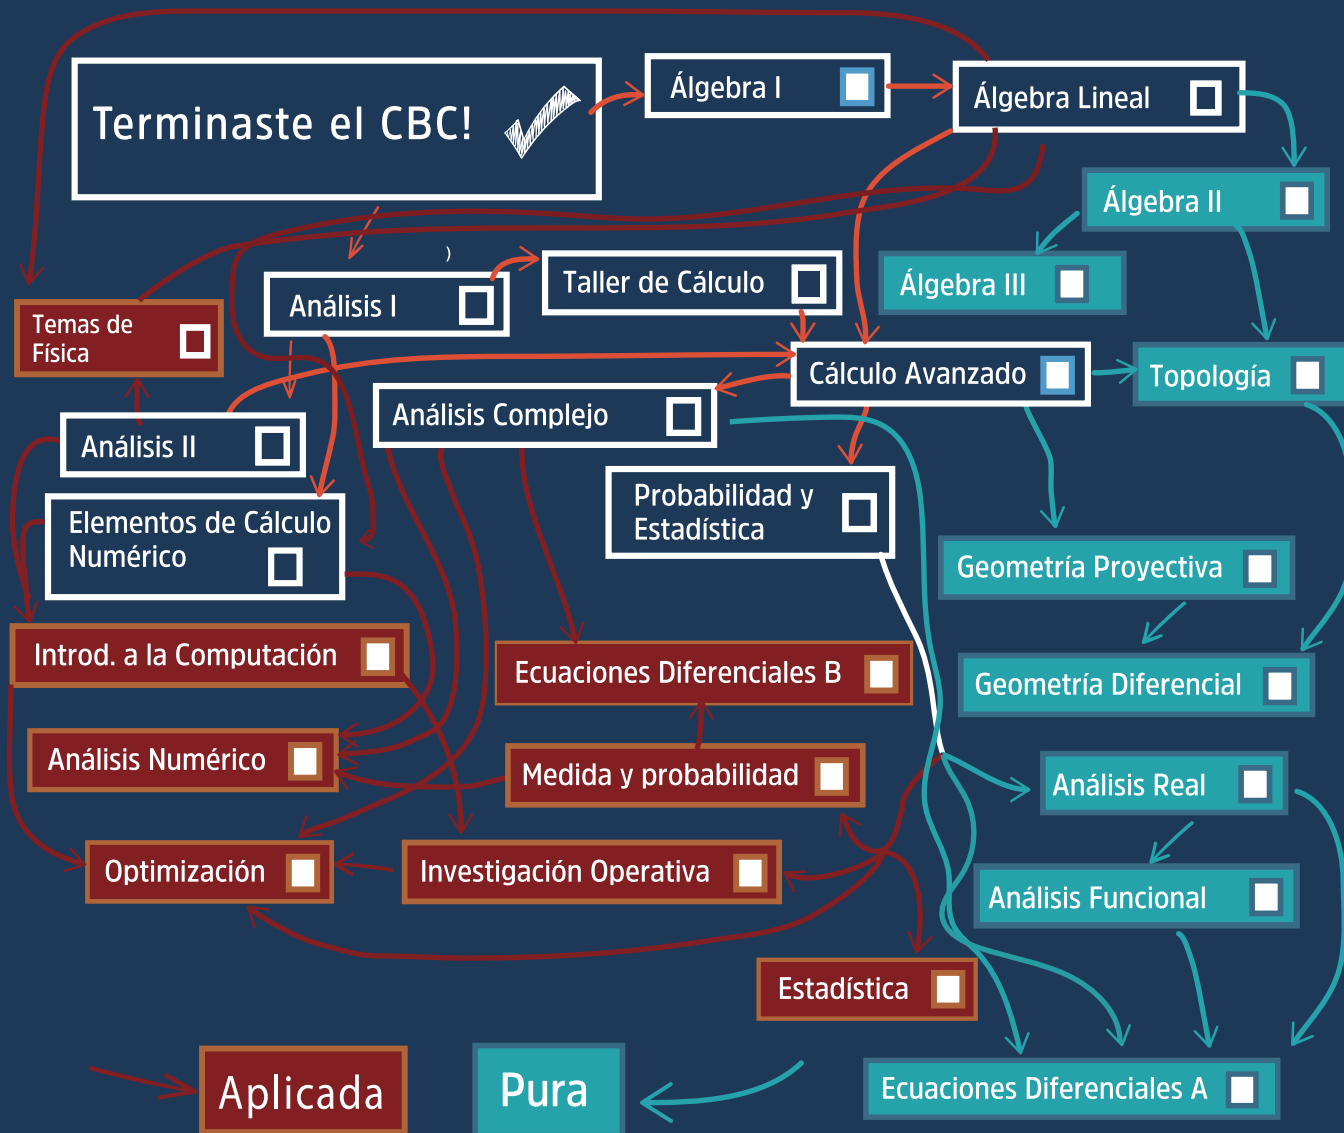 Terminaste el CBC!
Álgebra I
Álgebra Lineal
Álgebra II
)
Taller de Cálculo
Álgebra III
Análisis I
Temas de
Física
Cálculo Avanzado
Topología
Análisis Complejo
Análisis II
Probabilidad y
Estadística
Elementos de Cálculo
Numérico
Geometría Proyectiva
Introd. a la Computación
Ecuaciones Diferenciales B
Geometría Diferencial
Análisis Numérico
Medida y probabilidad
Análisis Real
Optimización
Investigación Operativa
Análisis Funcional
Estadística
Aplicada
Pura
Ecuaciones Diferenciales A